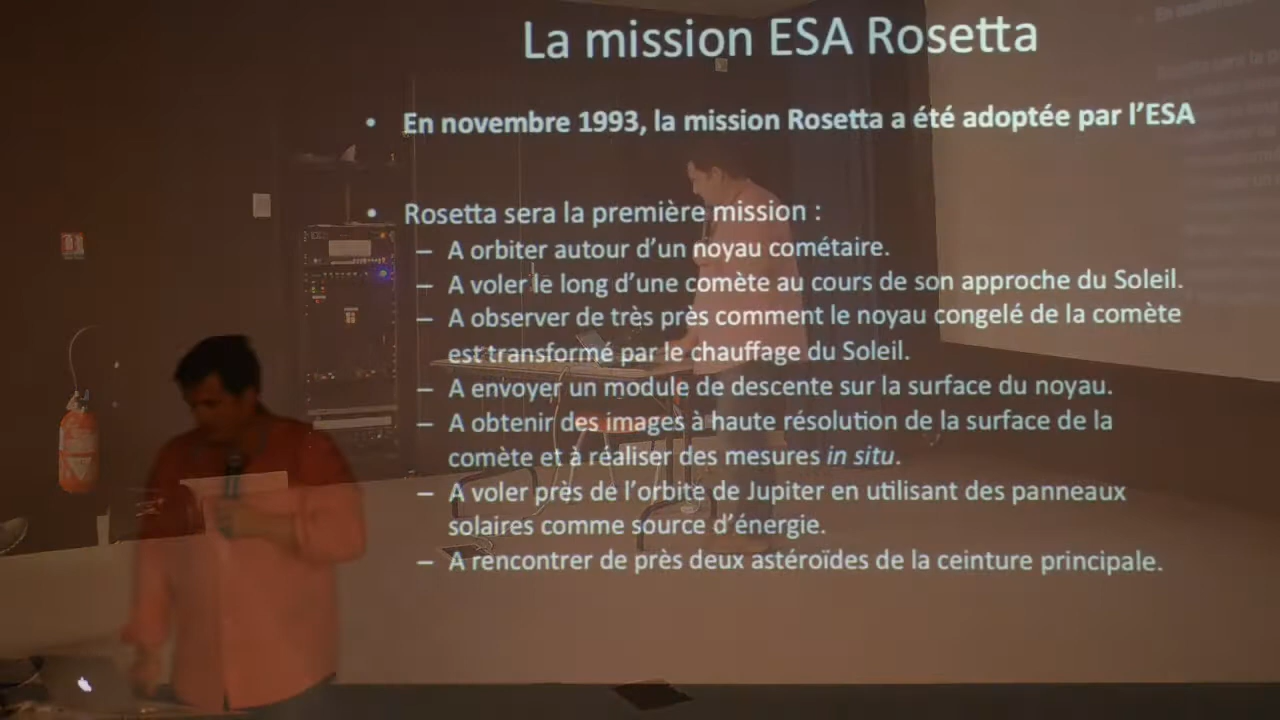 La mission ESA Rosetta
• En novembre 1993, la mission Rosetta a été adoptée par l'ESA
• Rosetta sera la première mission :
– A orbiter autour d'un noyau cométaire.
– A voler le long d'une comète au cours de son approche du Soleil.
– A observer de très près comment le noyau congelé de la comète
est transformé par le chauffage du Soleil.
– A envoyer un module de descente sur la surface du noyau.
– A obtenir des images à haute résolution de la surface de la
comète et à réaliser des mesures in situ.
– A voler près de l'orbite de Jupiter en utilisant des panneaux
solaires comme source d'énergie.
– A rencontrer de près deux astéroïdes de la ceinture principale.